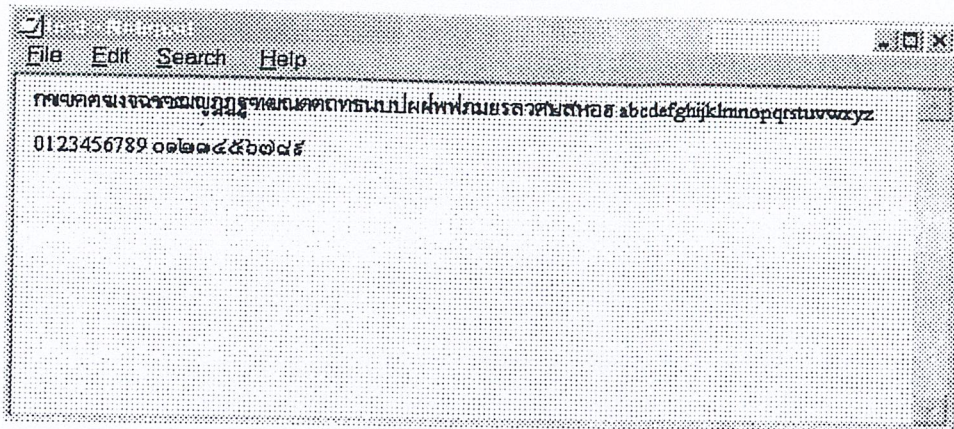 File Edit Search Help
กขฃคฅฆงจฉชซฌญฎฏฐฑฒณดตถทธนบปผฝพฟภมยรลวศษสหอฮ abcdefghijklmnopqrstuvwxyz
0123456789 ๐๑๒๓๔๕๖๗๘๙